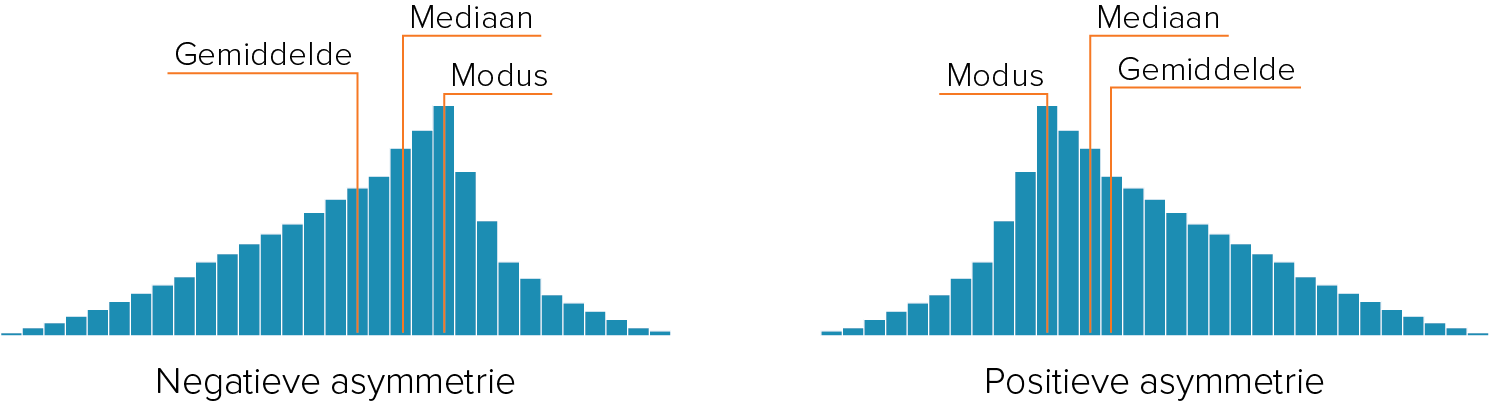 Mediaan
Gemiddelde
Modus
Negatieve asymmetrie
Mediaan
Gemiddelde
Modus
Positieve asymmetrie